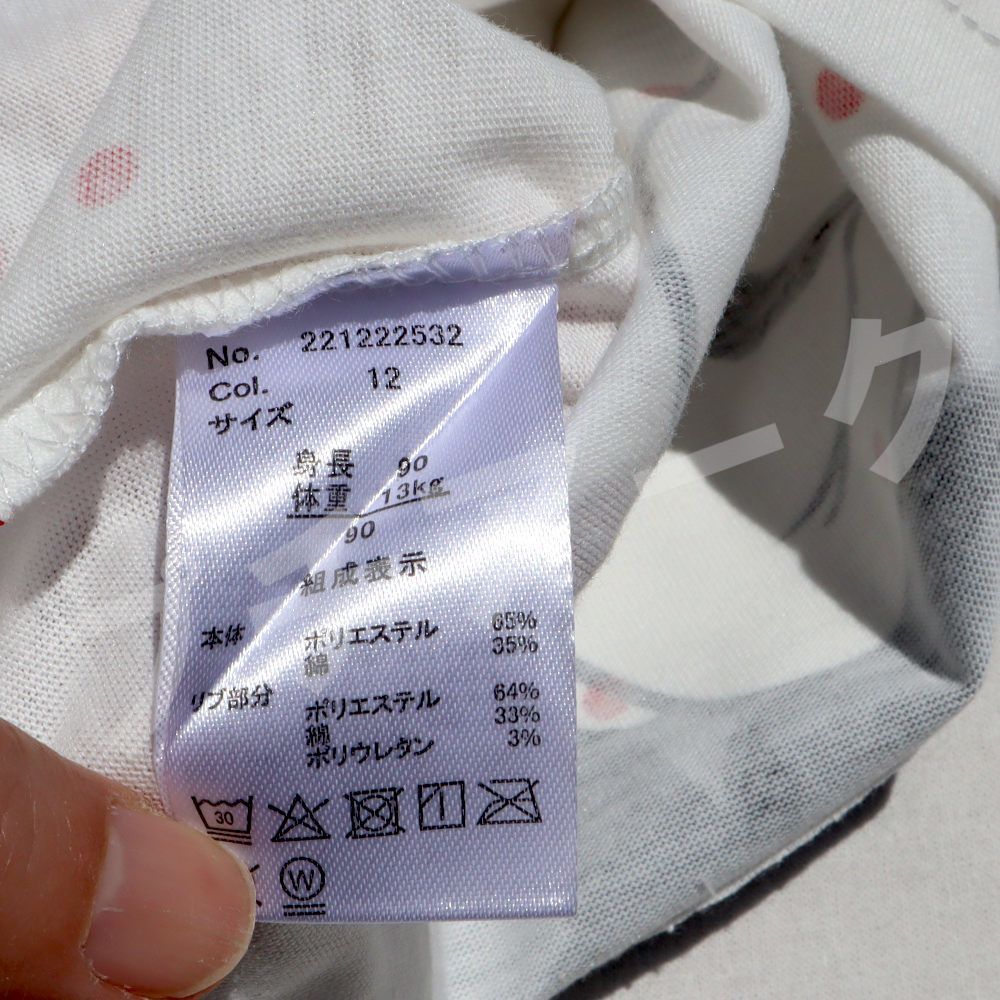 No. 221222532
Col. 12
サイズ
身長 90
体重 13kg
90
組成表示
本体 ポリエステル 65%
綿 35%
リブ部分 ポリエステル 64%
綿 33%
ポリウレタン 3%
30
W